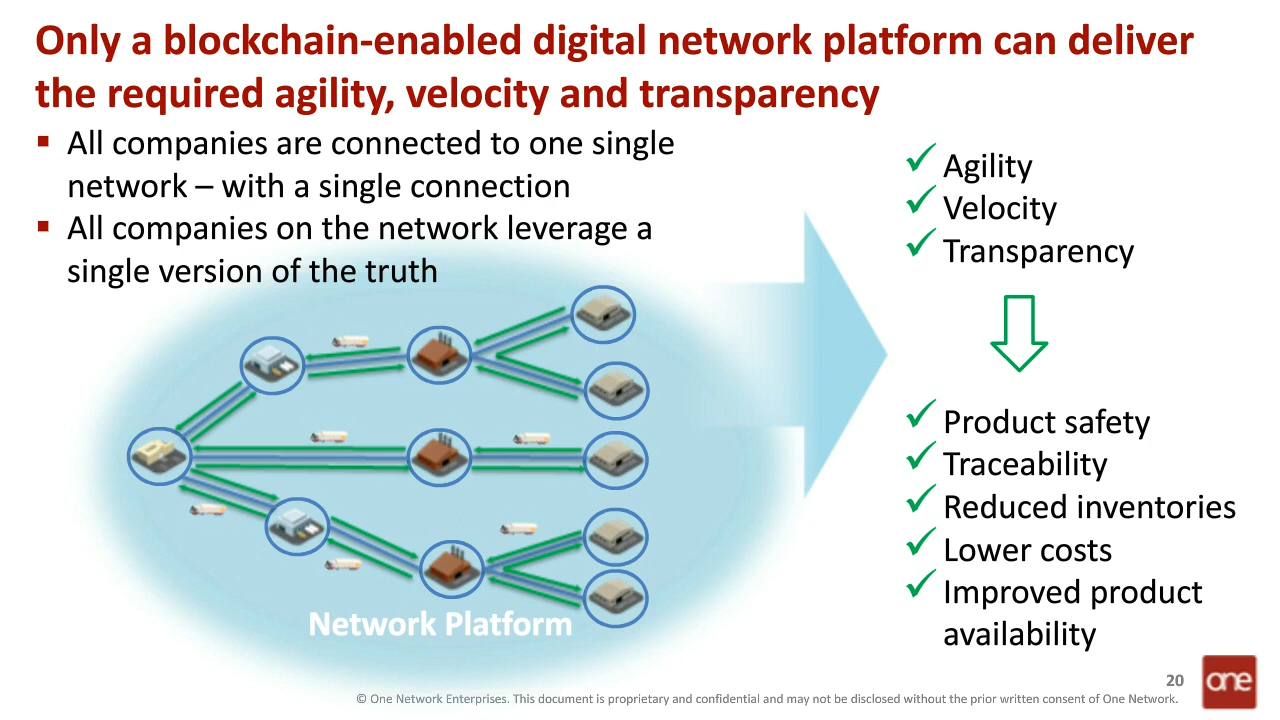 Only a blockchain-enabled digital network platform can deliver
the required agility, velocity and transparency
▪ All companies are connected to one single
network – with a single connection
▪ All companies on the network leverage a
single version of the truth
✓ Agility
✓ Velocity
✓ Transparency
✓ Product safety
✓ Traceability
✓ Reduced inventories
✓ Lower costs
✓ Improved product
availability
Network Platform
20
© One Network Enterprises. This document is proprietary and confidential and may not be disclosed without the prior written consent of One Network.
one